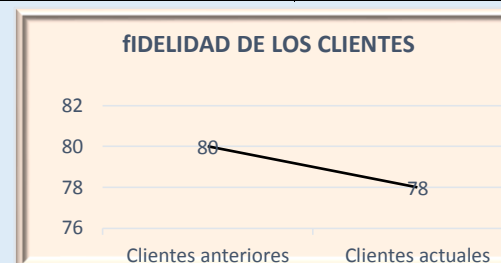 fIDELIDAD DE LOS CLIENTES
82
80
78
76
80
78
Clientes anteriores
Clientes actuales